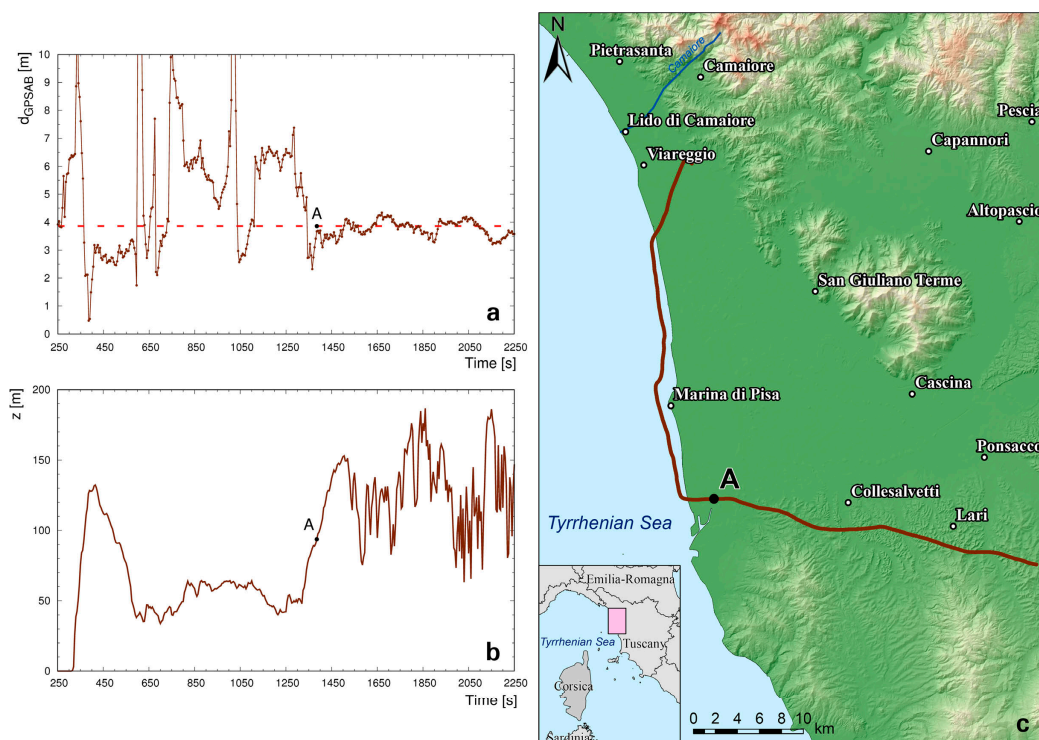 a
d_GPSAB [m]
10
9
8
7
6
5
4
3
2
1
0
A
a
250 450 650 850 1050 1250 1450 1650 1850 2050 2250
Time [s]
z [m]
200
150
100
50
0
A
b
250 450 650 850 1050 1250 1450 1650 1850 2050 2250
Time [s]
N
Pietrasanta
Camaiore
Camaiore
Pescia
Lido di Camaiore
Capannori
Viareggio
Altopascio
San Giuliano Terme
Cascina
Marina di Pisa
Ponsacco
A
Collesalvetti
Lari
Tyrrhenian Sea
Emilia-Romagna
Tyrrhenian Sea
Tuscany
Corsica
Sardinia
0 2 4 6 8 10
km
c